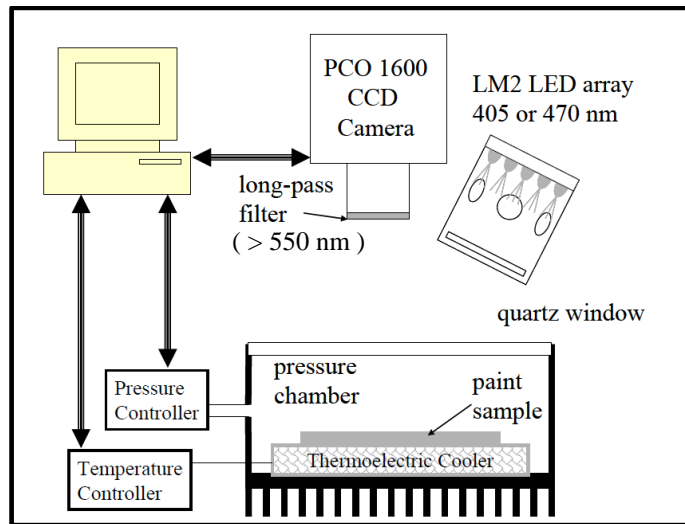 PCO 1600
CCD
Camera
LM2 LED array
405 or 470 nm
long-pass
filter
( > 550 nm )
quartz window
pressure
chamber
paint
sample
Pressure
Controller
Thermoelectric Cooler
Temperature
Controller